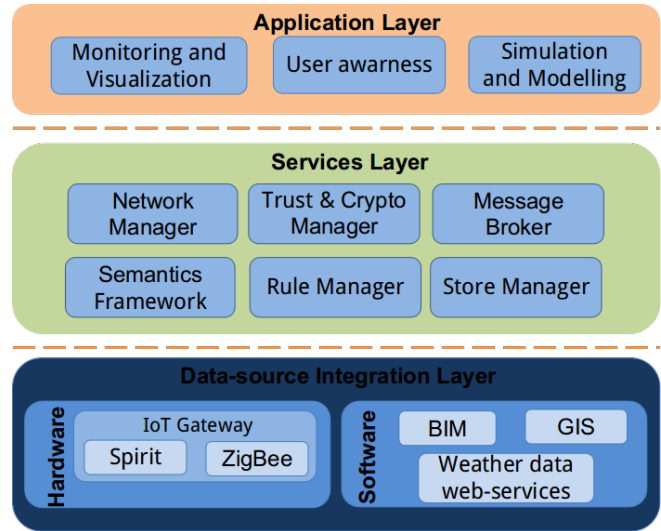 Application Layer
Monitoring and
Visualization
User awarness
Simulation
and Modelling
Services Layer
Network
Manager
Trust & Crypto
Manager
Message
Broker
Semantics
Framework
Rule Manager
Store Manager
Data-source Integration Layer
Hardware
IoT Gateway
Spirit
ZigBee
Software
BIM
GIS
Weather data
web-services